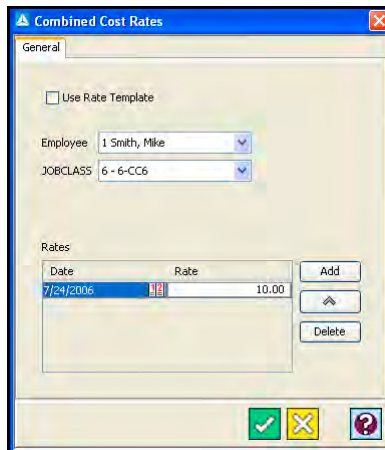 Combined Cost Rates
General
Use Rate Template
Employee 1 Smith, Mike
JOBCLASS 6 - 6-CC6
Rates
Date Rate Add
7/24/2006 12 10.00
Delete
?